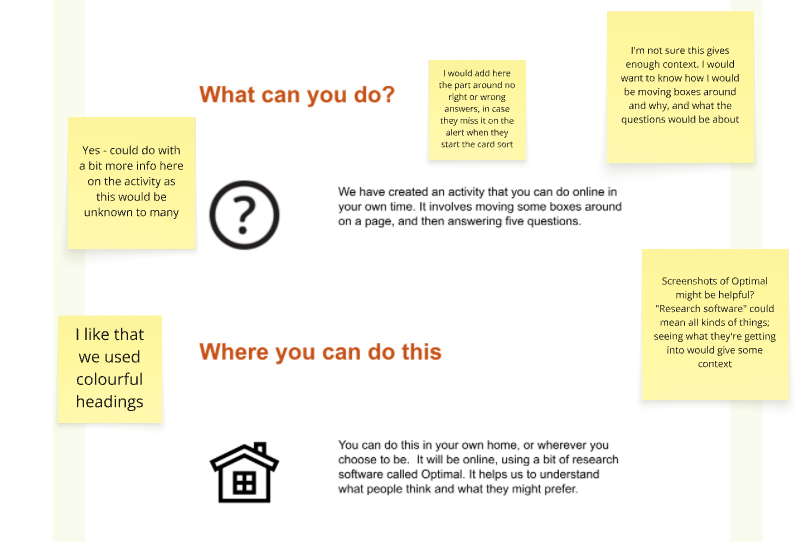 I'm not sure this gives
enough context. I would
want to know how I would
be moving boxes around
and why, and what the
questions would be about
I would add here
the part around no
right or wrong
answers, in case
they miss it on the
alert when they
start the card sort
What can you do?
Yes - could do with
a bit more info here
on the activity as
this would be
unknown to many
?
We have created an activity that you can do online in
your own time. It involves moving some boxes around
on a page, and then answering five questions.
Screenshots of Optimal
might be helpful?
"Research software" could
mean all kinds of things;
seeing what they're getting
into would give some
context
I like that
we used
colourful
headings
Where you can do this
You can do this in your own home, or wherever you
choose to be. It will be online, using a bit of research
software called Optimal. It helps us to understand
what people think and what they might prefer.